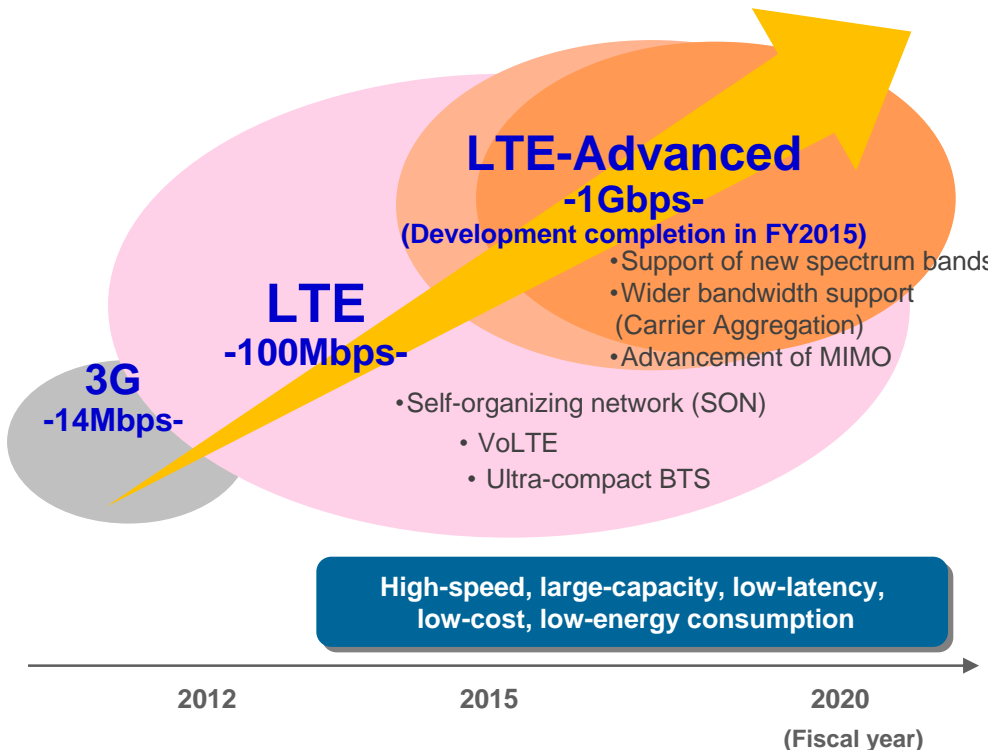 LTE-Advanced
-1Gbps-
(Development completion in FY2015)
•Support of new spectrum bands
•Wider bandwidth support
(Carrier Aggregation)
•Advancement of MIMO
LTE
-100Mbps-
3G
-14Mbps-
•Self-organizing network (SON)
• VoLTE
• Ultra-compact BTS
High-speed, large-capacity, low-latency,
low-cost, low-energy consumption
2012 2015 2020
(Fiscal year)